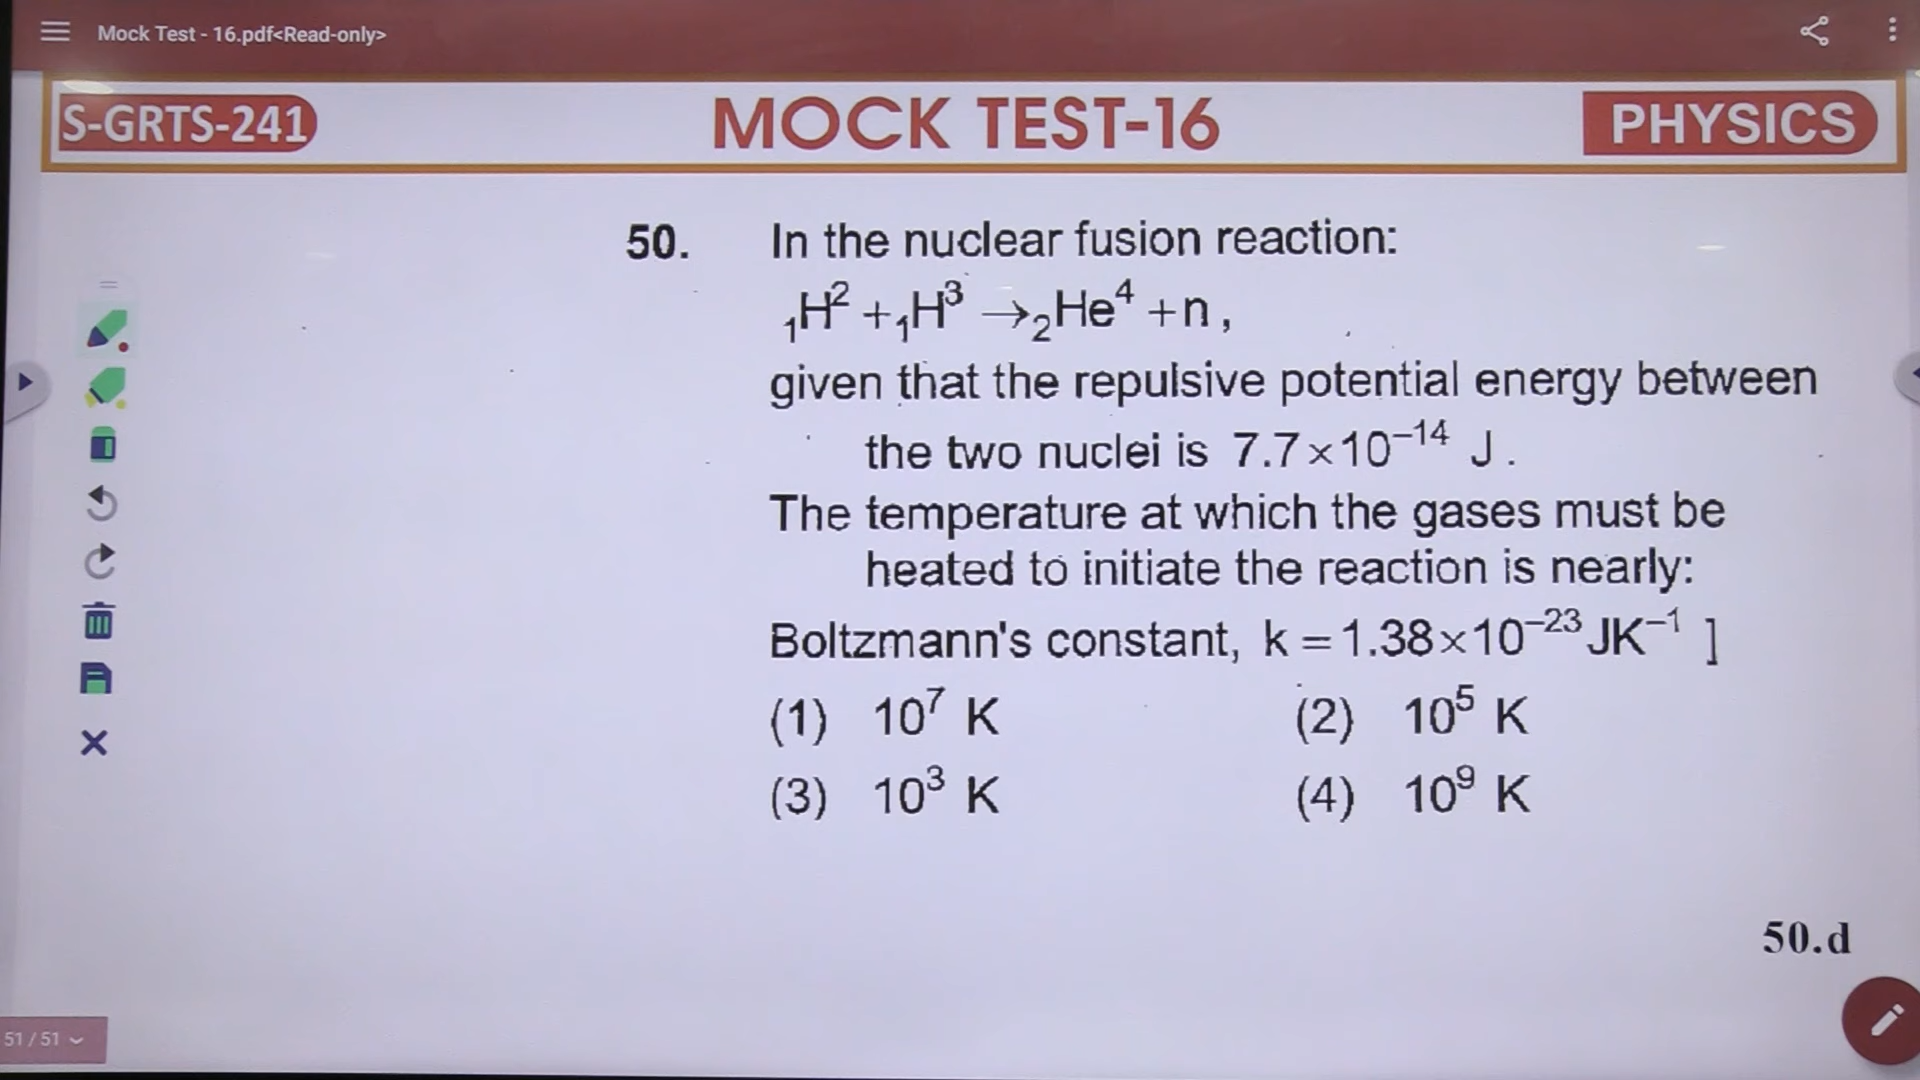 Mock Test - 16.pdf<Read-only>
S-GRTS-241
MOCK TEST-16
PHYSICS
50. In the nuclear fusion reaction:
₁H² + ₁H³ → ₂He⁴ + n,
given that the repulsive potential energy between
the two nuclei is 7.7×10⁻¹⁴ J.
The temperature at which the gases must be
heated to initiate the reaction is nearly:
Boltzmann's constant, k = 1.38×10⁻²³ JK⁻¹ ]
(1) 10⁷ K (2) 10⁵ K
(3) 10³ K (4) 10⁹ K
50.d
51 / 51